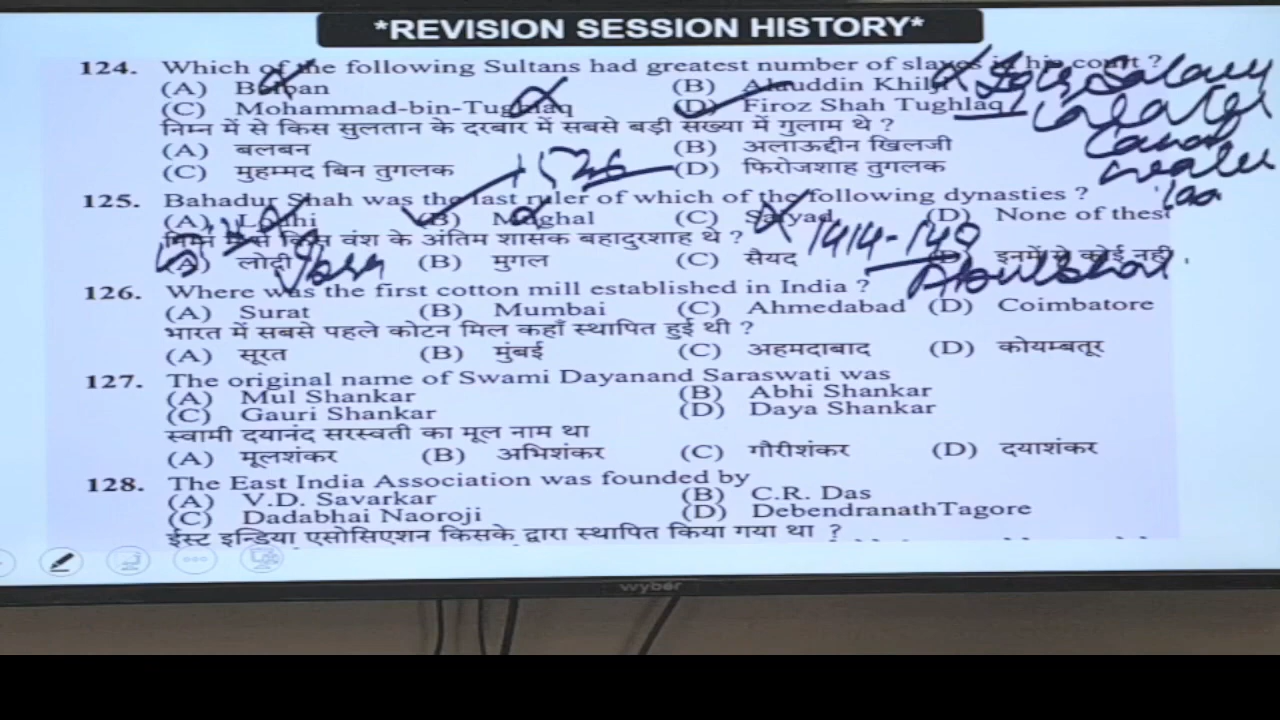 *REVISION SESSION HISTORY*
124. Which of the following Sultans had greatest number of slaves in his court ?
(A) Balban (B) Alauddin Khilji
(C) Mohammad-bin-Tughlaq (D) Firoz Shah Tughlaq
निम्न में से किस सुलतान के दरबार में सबसे बड़ी संख्या में गुलाम थे ?
(A) बलबन (B) अलाऊद्दीन खिलजी
(C) मुहम्मद बिन तुगलक (D) फिरोजशाह तुगलक
1526
125. Bahadur Shah was the last ruler of which of the following dynasties ?
(A) Lodhi (B) Mughal (C) Saiyad (D) None of these
निम्न में से किस वंश के अंतिम शासक बहादुरशाह थे ?
1414-14
(A) लोदी (B) मुगल (C) सैयद (D) इनमें से कोई नहीं
126. Where was the first cotton mill established in India ?
(A) Surat (B) Mumbai (C) Ahmedabad (D) Coimbatore
भारत में सबसे पहले कोटन मिल कहाँ स्थापित हुई थी ?
(A) सूरत (B) मुंबई (C) अहमदाबाद (D) कोयम्बतूर
127. The original name of Swami Dayanand Saraswati was
(A) Mul Shankar (B) Abhi Shankar
(C) Gauri Shankar (D) Daya Shankar
स्वामी दयानंद सरस्वती का मूल नाम था
(A) मूलशंकर (B) अभिशंकर (C) गौरीशंकर (D) दयाशंकर
128. The East India Association was founded by
(A) V.D. Savarkar (B) C.R. Das
(C) Dadabhai Naoroji (D) DebendranathTagore
ईस्ट इन्डिया एसोसिएशन किसके द्वारा स्थापित किया गया था ?
wyber